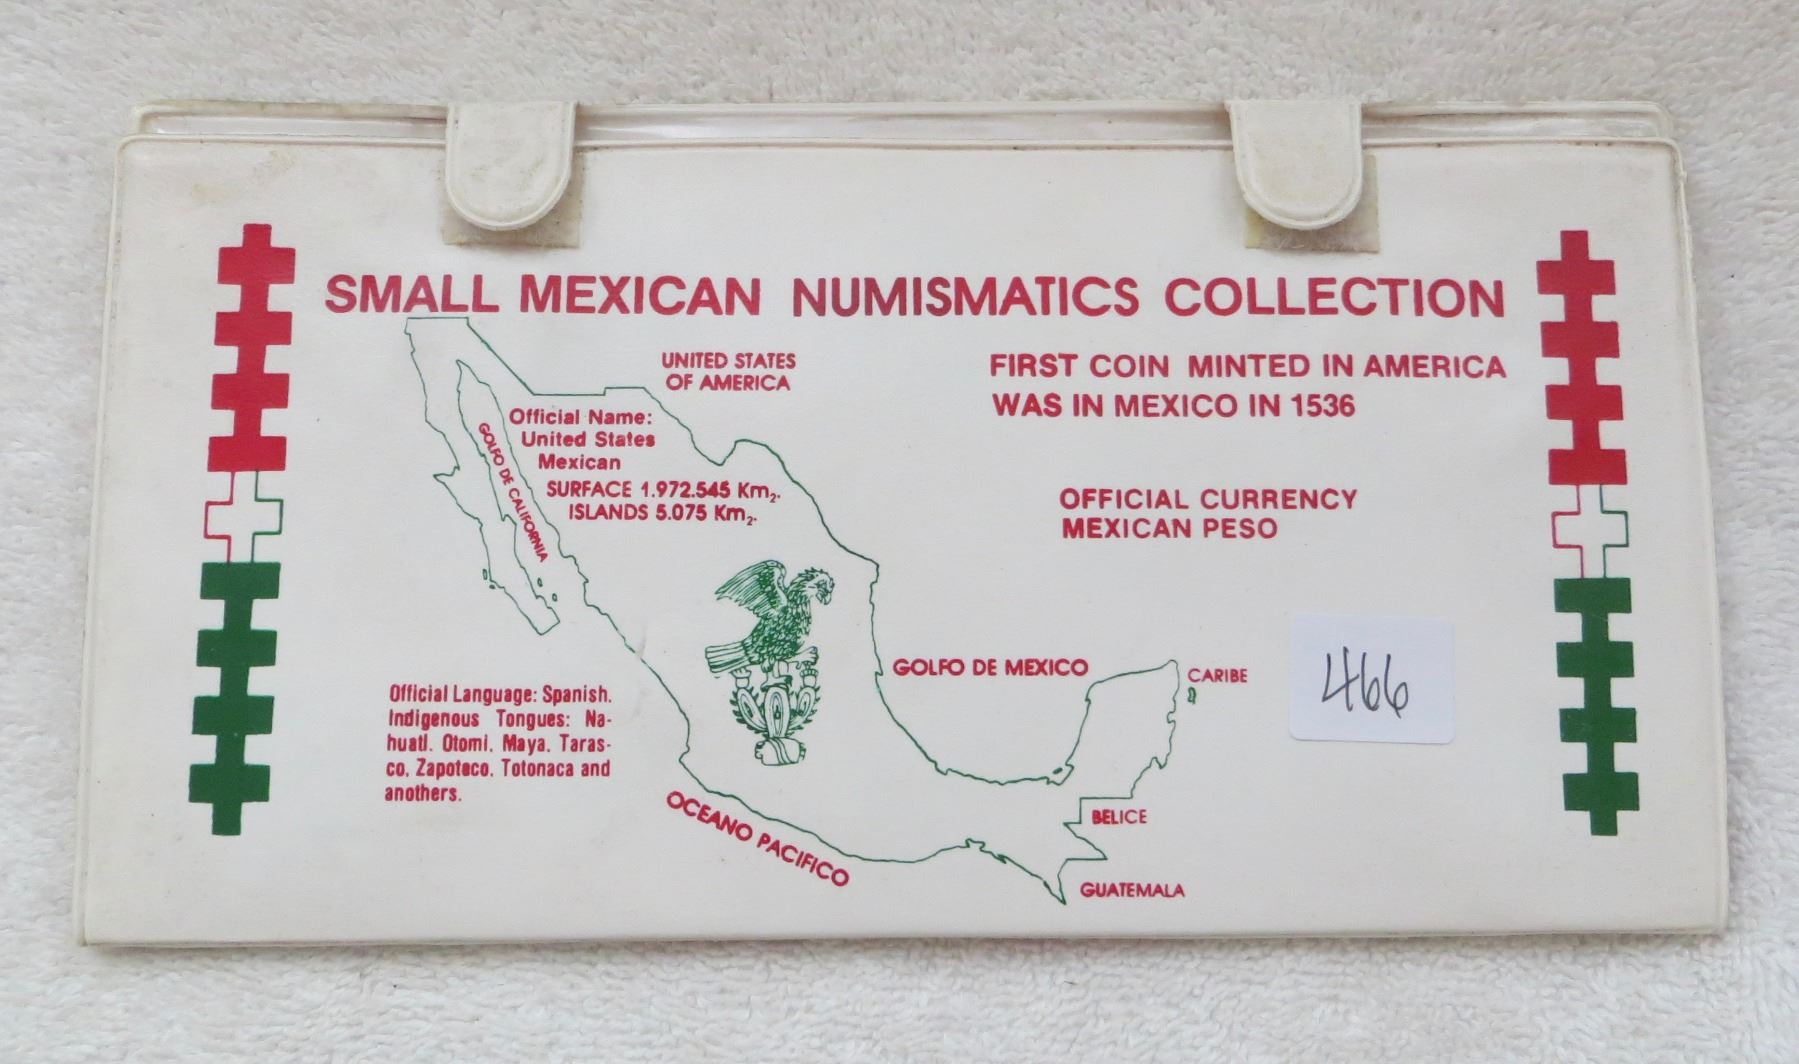 SMALL MEXICAN NUMISMATICS COLLECTION
UNITED STATES
OF AMERICA
FIRST COIN MINTED IN AMERICA
WAS IN MEXICO IN 1536
Official Name:
United States
Mexican
SURFACE 1.972.545 Km2.
ISLANDS 5.075 Km2.
GOLFO DE CALIFORNIA
OFFICIAL CURRENCY
MEXICAN PESO
GOLFO DE MEXICO
CARIBE
466
Official Language: Spanish.
Indigenous Tongues: Na-
huatl. Otomi. Maya. Taras-
co. Zapoteco. Totonaca and
anothers.
OCEANO PACIFICO
BELICE
GUATEMALA